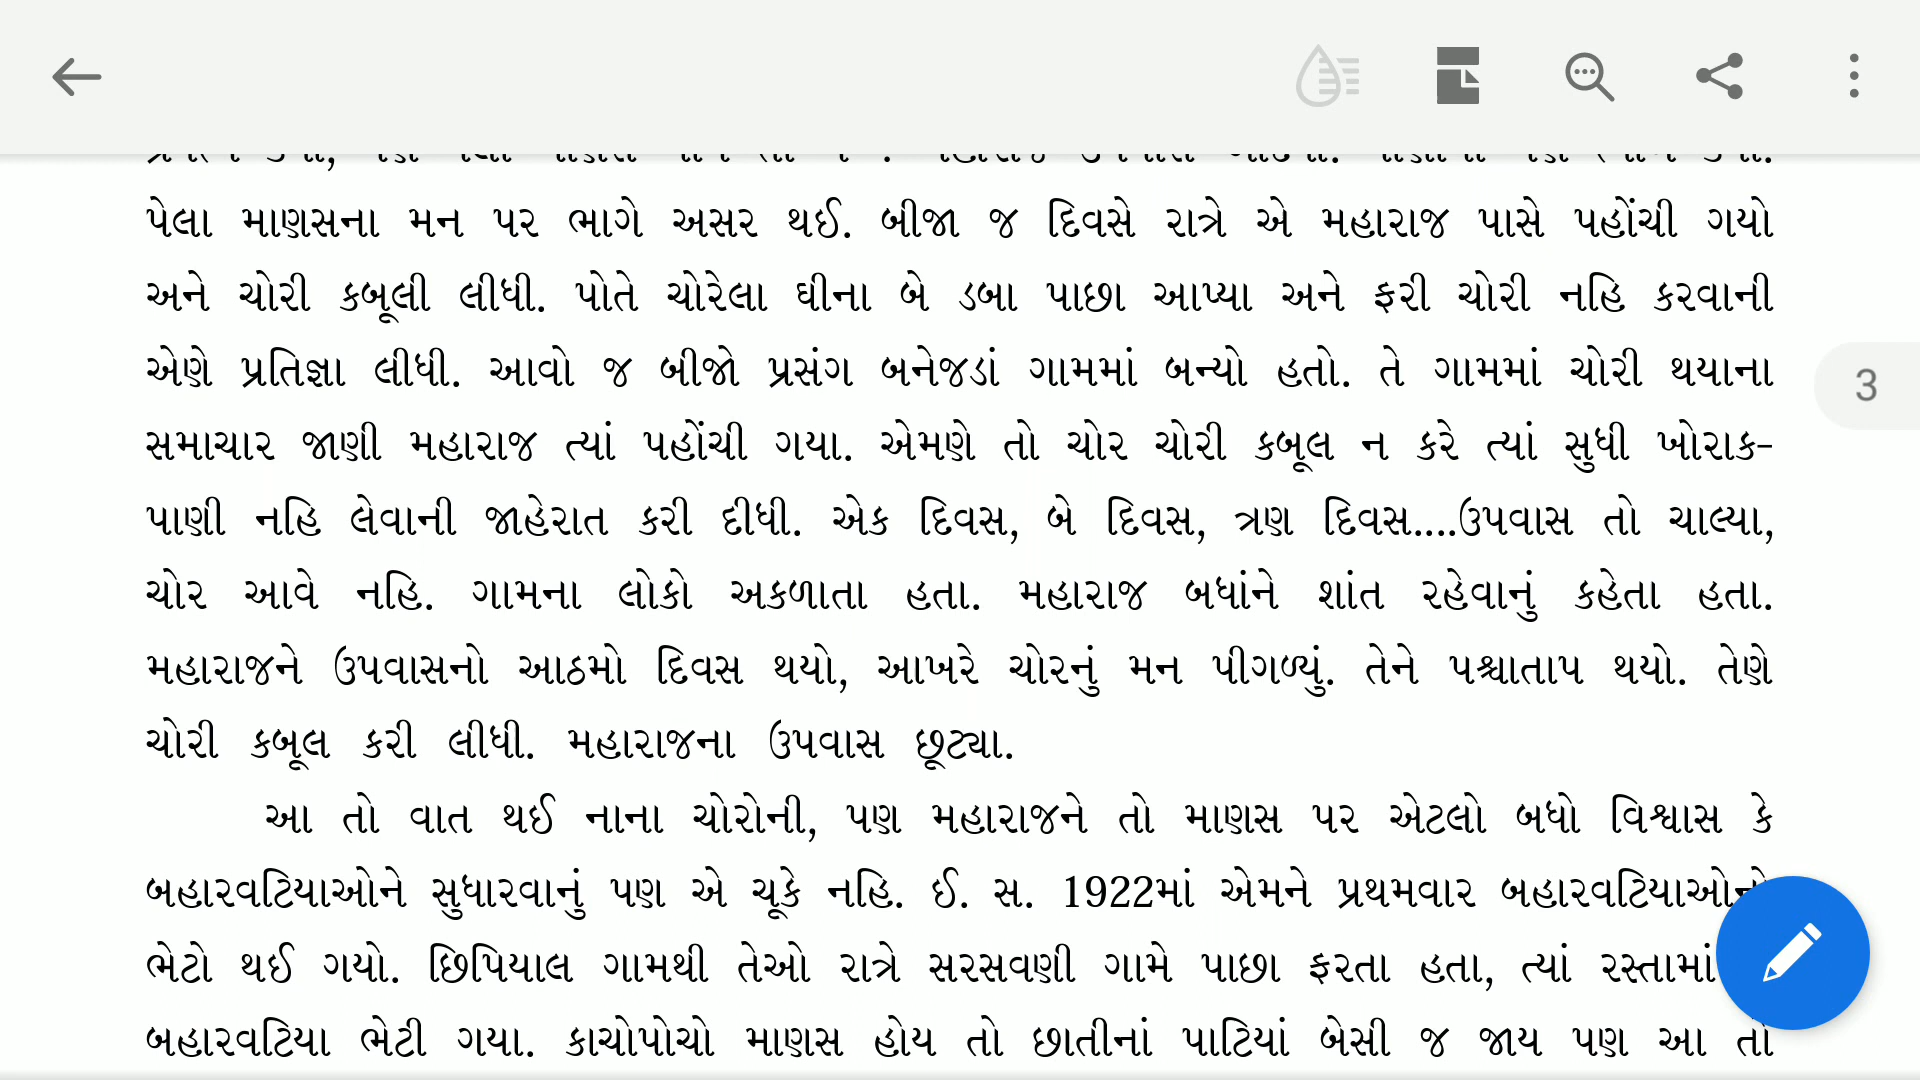 પેલા માણસના મન પર ભાગે અસર થઈ. બીજા જ દિવસે રાત્રે એ મહારાજ પાસે પહોંચી ગયો
અને ચોરી કબૂલી લીધી. પોતે ચોરેલા ઘીના બે ડબા પાછા આપ્યા અને ફરી ચોરી નહિ કરવાની
એણે પ્રતિજ્ઞા લીધી. આવો જ બીજો પ્રસંગ બનેજડાં ગામમાં બન્યો હતો. તે ગામમાં ચોરી થયાના
3
સમાચાર જાણી મહારાજ ત્યાં પહોંચી ગયા. એમણે તો ચોર ચોરી કબૂલ ન કરે ત્યાં સુધી ખોરાક-
પાણી નહિ લેવાની જાહેરાત કરી દીધી. એક દિવસ, બે દિવસ, ત્રણ દિવસ....ઉપવાસ તો ચાલ્યા,
ચોર આવે નહિ. ગામના લોકો અકળાતા હતા. મહારાજ બધાંને શાંત રહેવાનું કહેતા હતા.
મહારાજને ઉપવાસનો આઠમો દિવસ થયો, આખરે ચોરનું મન પીગળ્યું. તેને પશ્ચાતાપ થયો. તેણે
ચોરી કબૂલ કરી લીધી. મહારાજના ઉપવાસ છૂટ્યા.
આ તો વાત થઈ નાના ચોરોની, પણ મહારાજને તો માણસ પર એટલો બધો વિશ્વાસ કે
બહારવટિયાઓને સુધારવાનું પણ એ ચૂકે નહિ. ઈ. સ. 1922માં એમને પ્રથમવાર બહારવટિયાઓનો
ભેટો થઈ ગયો. છિપિયાલ ગામથી તેઓ રાત્રે સરસવણી ગામે પાછા ફરતા હતા, ત્યાં રસ્તામાં
બહારવટિયા ભેટી ગયા. કાચોપોચો માણસ હોય તો છાતીનાં પાટિયાં બેસી જ જાય પણ આ તો